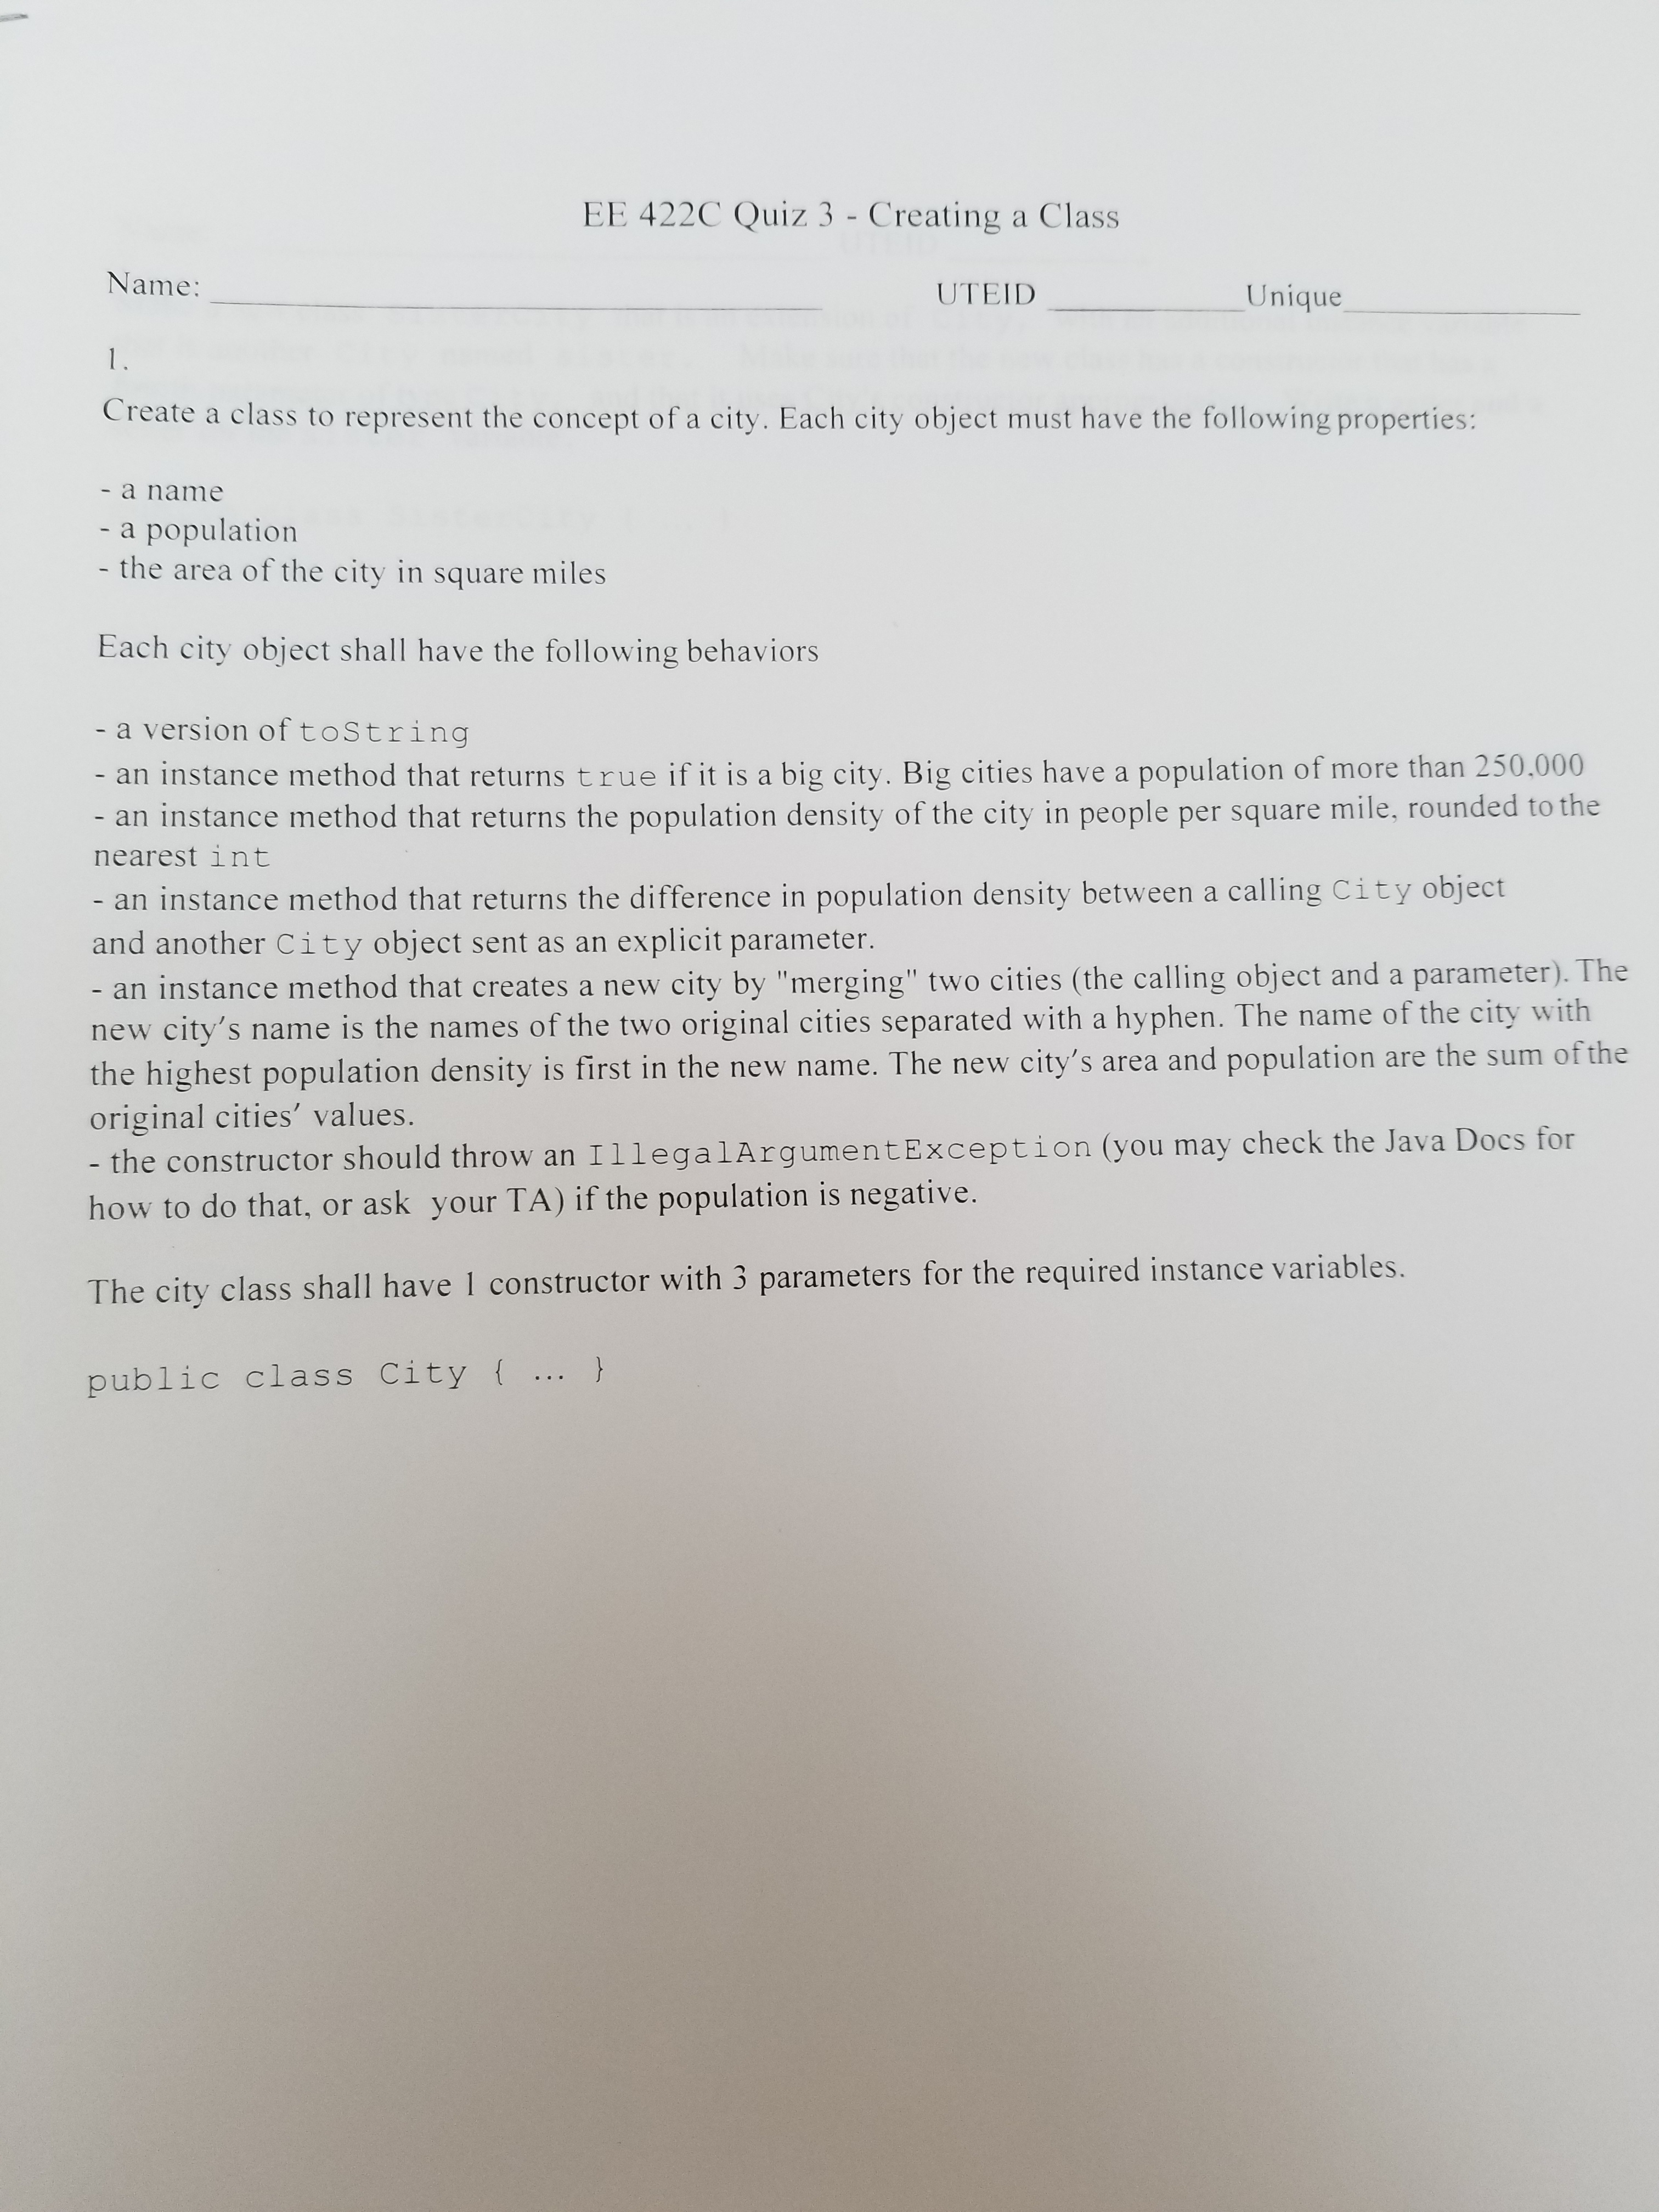 EE 422C Quiz 3 - Creating a Class
Name: UTEID Unique
1.
Create a class to represent the concept of a city. Each city object must have the following properties:
- a name
- a population
- the area of the city in square miles
Each city object shall have the following behaviors
- a version of toString
- an instance method that returns true if it is a big city. Big cities have a population of more than 250,000
- an instance method that returns the population density of the city in people per square mile, rounded to the
nearest int
- an instance method that returns the difference in population density between a calling City object
and another City object sent as an explicit parameter.
- an instance method that creates a new city by "merging" two cities (the calling object and a parameter). The
new city's name is the names of the two original cities separated with a hyphen. The name of the city with
the highest population density is first in the new name. The new city's area and population are the sum of the
original cities' values.
- the constructor should throw an IllegalArgumentException (you may check the Java Docs for
how to do that, or ask your TA) if the population is negative.
The city class shall have 1 constructor with 3 parameters for the required instance variables.
public class City { ... }